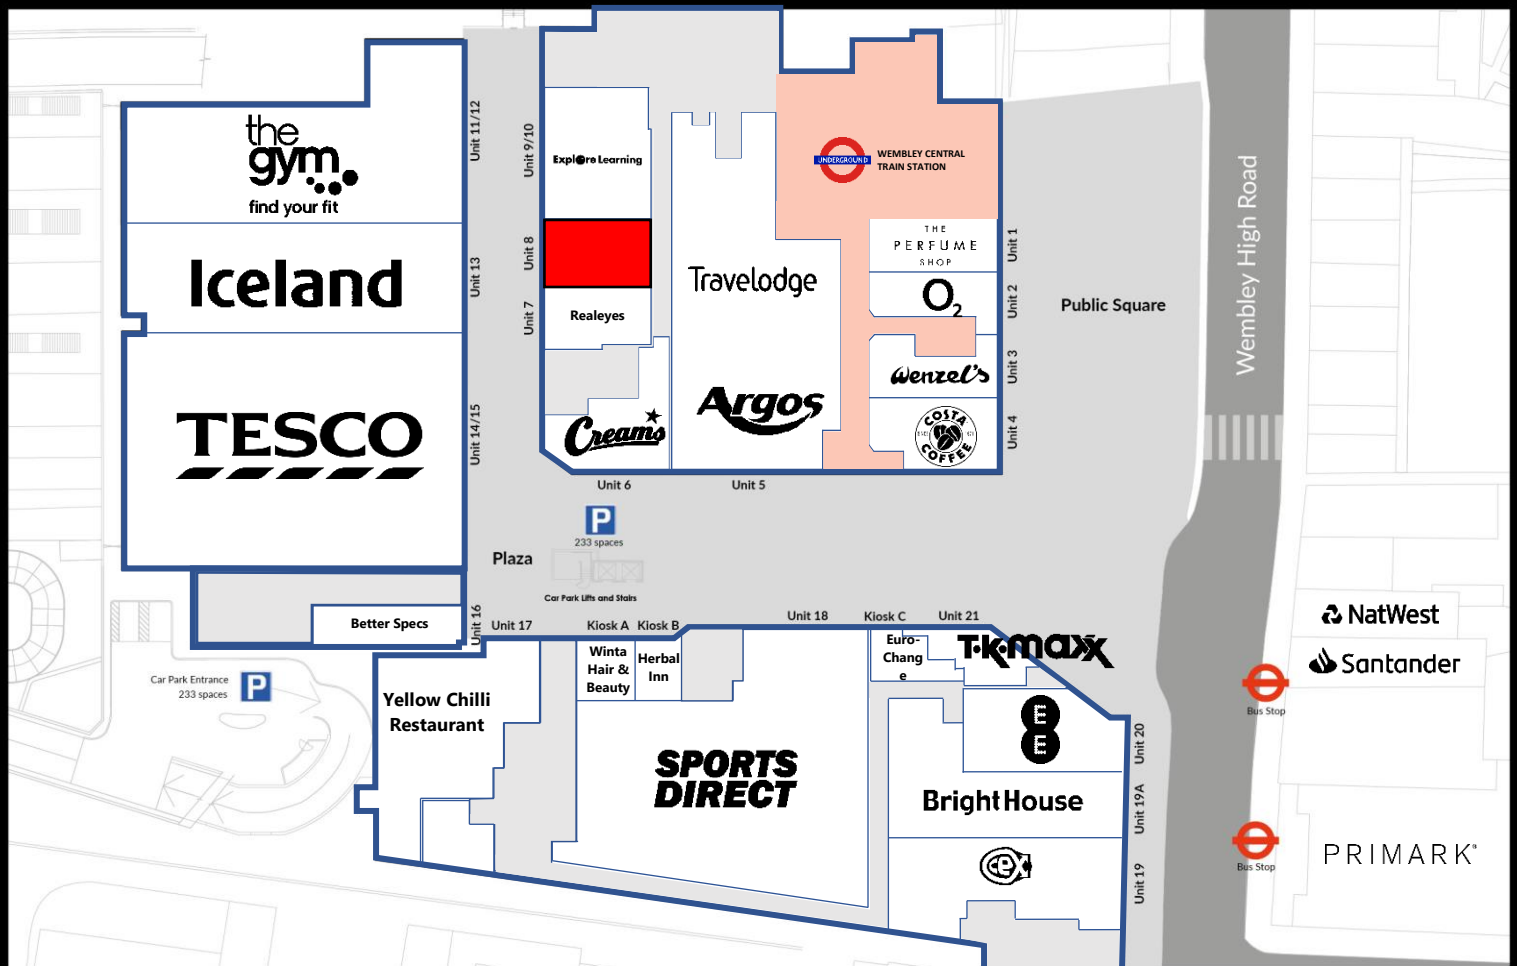 the
gym
find your fit
Unit 11/12
Iceland
Unit 13
TESCO
Unit 14/15
Better Specs
Unit 16
Car Park Entrance
233 spaces
P
Unit 9/10
Explore Learning
Unit 8
Unit 7
Realeyes
Creams
Unit 6
Travelodge
Argos
Unit 5
UNDERGROUND
WEMBLEY CENTRAL
TRAIN STATION
THE
PERFUME
SHOP
Unit 1
O2
Unit 2
Wenzel's
Unit 3
COSTA
COFFEE
Unit 4
Public Square
Wembley High Road
P
233 spaces
Plaza
Car Park Lifts and Stairs
Unit 17
Kiosk A
Kiosk B
Unit 18
Kiosk C
Unit 21
Yellow Chilli
Restaurant
Winta
Hair &
Beauty
Herbal
Inn
SPORTS
DIRECT
Euro-
Chang
e
T·K·maxx
EE
Unit 20
BrightHouse
Unit 19A
cex
Unit 19
NatWest
Santander
Bus Stop
Bus Stop
PRIMARK